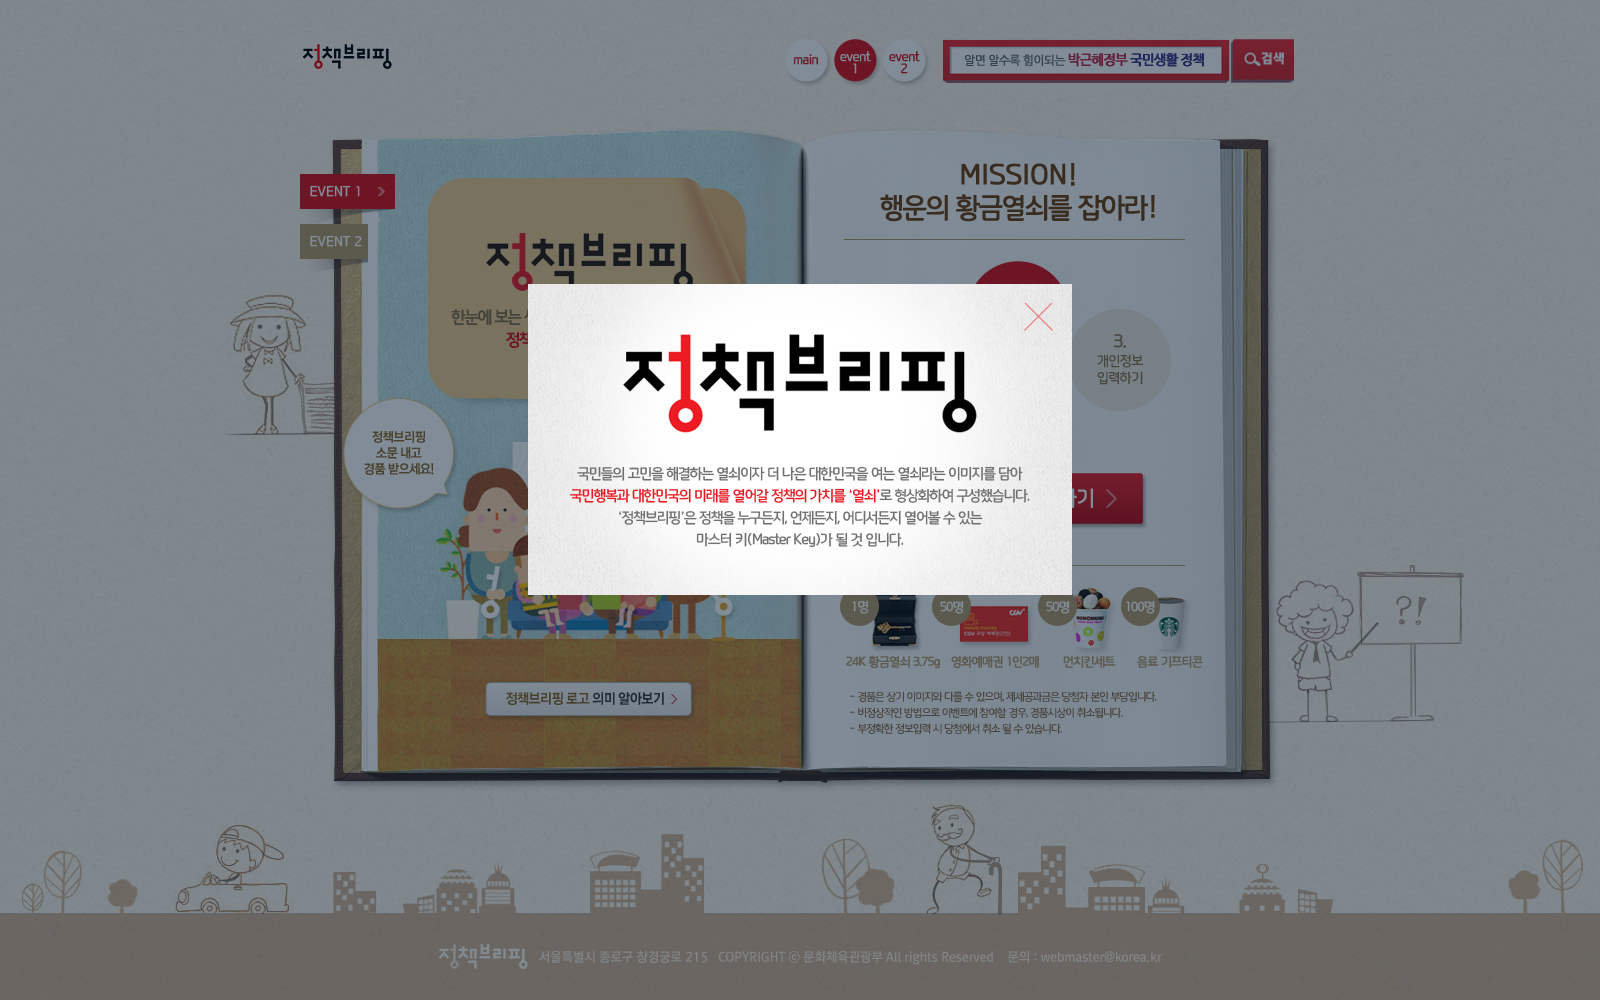 정책브리핑
main
event
1
event
2
알면 알수록 힘이되는 박근혜정부 국민생활 정책
검색
EVENT 1
EVENT 2
정책브리핑
한눈에 보는
정책
정책브리핑
소문 내고
경품 받으세요!
정책브리핑 로고 의미 알아보기
MISSION!
행운의 황금열쇠를 잡아라!
3.
개인정보
입력하기
정책브리핑
국민들의 고민을 해결하는 열쇠이자 더 나은 대한민국을 여는 열쇠라는 이미지를 담아
국민행복과 대한민국의 미래를 열어갈 정책의 가치를 ‘열쇠’로 형상화하여 구성했습니다.
‘정책브리핑’은 정책을 누구든지, 언제든지, 어디서든지 열어볼 수 있는
마스터 키(Master Key)가 될 것 입니다.
기
1명
50명
50명
100명
CGV
24K 황금열쇠 3.75g
영화예매권 1인2매
먼치킨세트
음료 기프티콘
- 경품은 상기 이미지와 다를 수 있으며, 제세공과금은 당첨자 본인 부담입니다.
- 비정상적인 방법으로 이벤트에 참여할 경우, 경품시상이 취소됩니다.
- 부정확한 정보입력 시 당첨에서 취소 될 수 있습니다.
?!
정책브리핑 서울특별시 종로구 창경궁로 215 COPYRIGHT ⓒ 문화체육관광부 All rights Reserved 문의 : webmaster@korea.kr